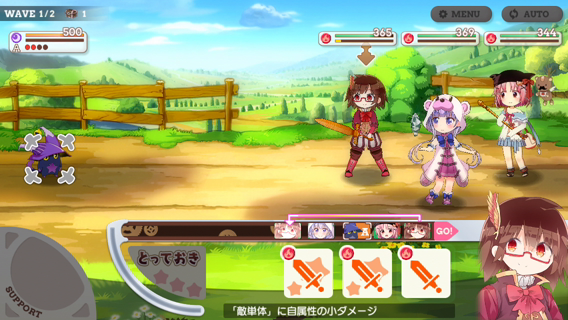 WAVE 1/2 1
MENU
AUTO
500
A
365
369
344
GO!
とっておき
SUPPORT
「敵単体」に自属性の小ダメージ